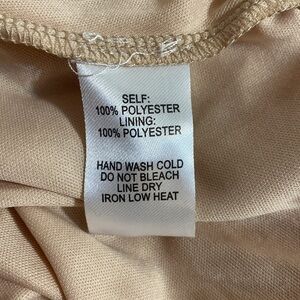 SELF:
100% POLYESTER
LINING:
100% POLYESTER
HAND WASH COLD
DO NOT BLEACH
LINE DRY
IRON LOW HEAT